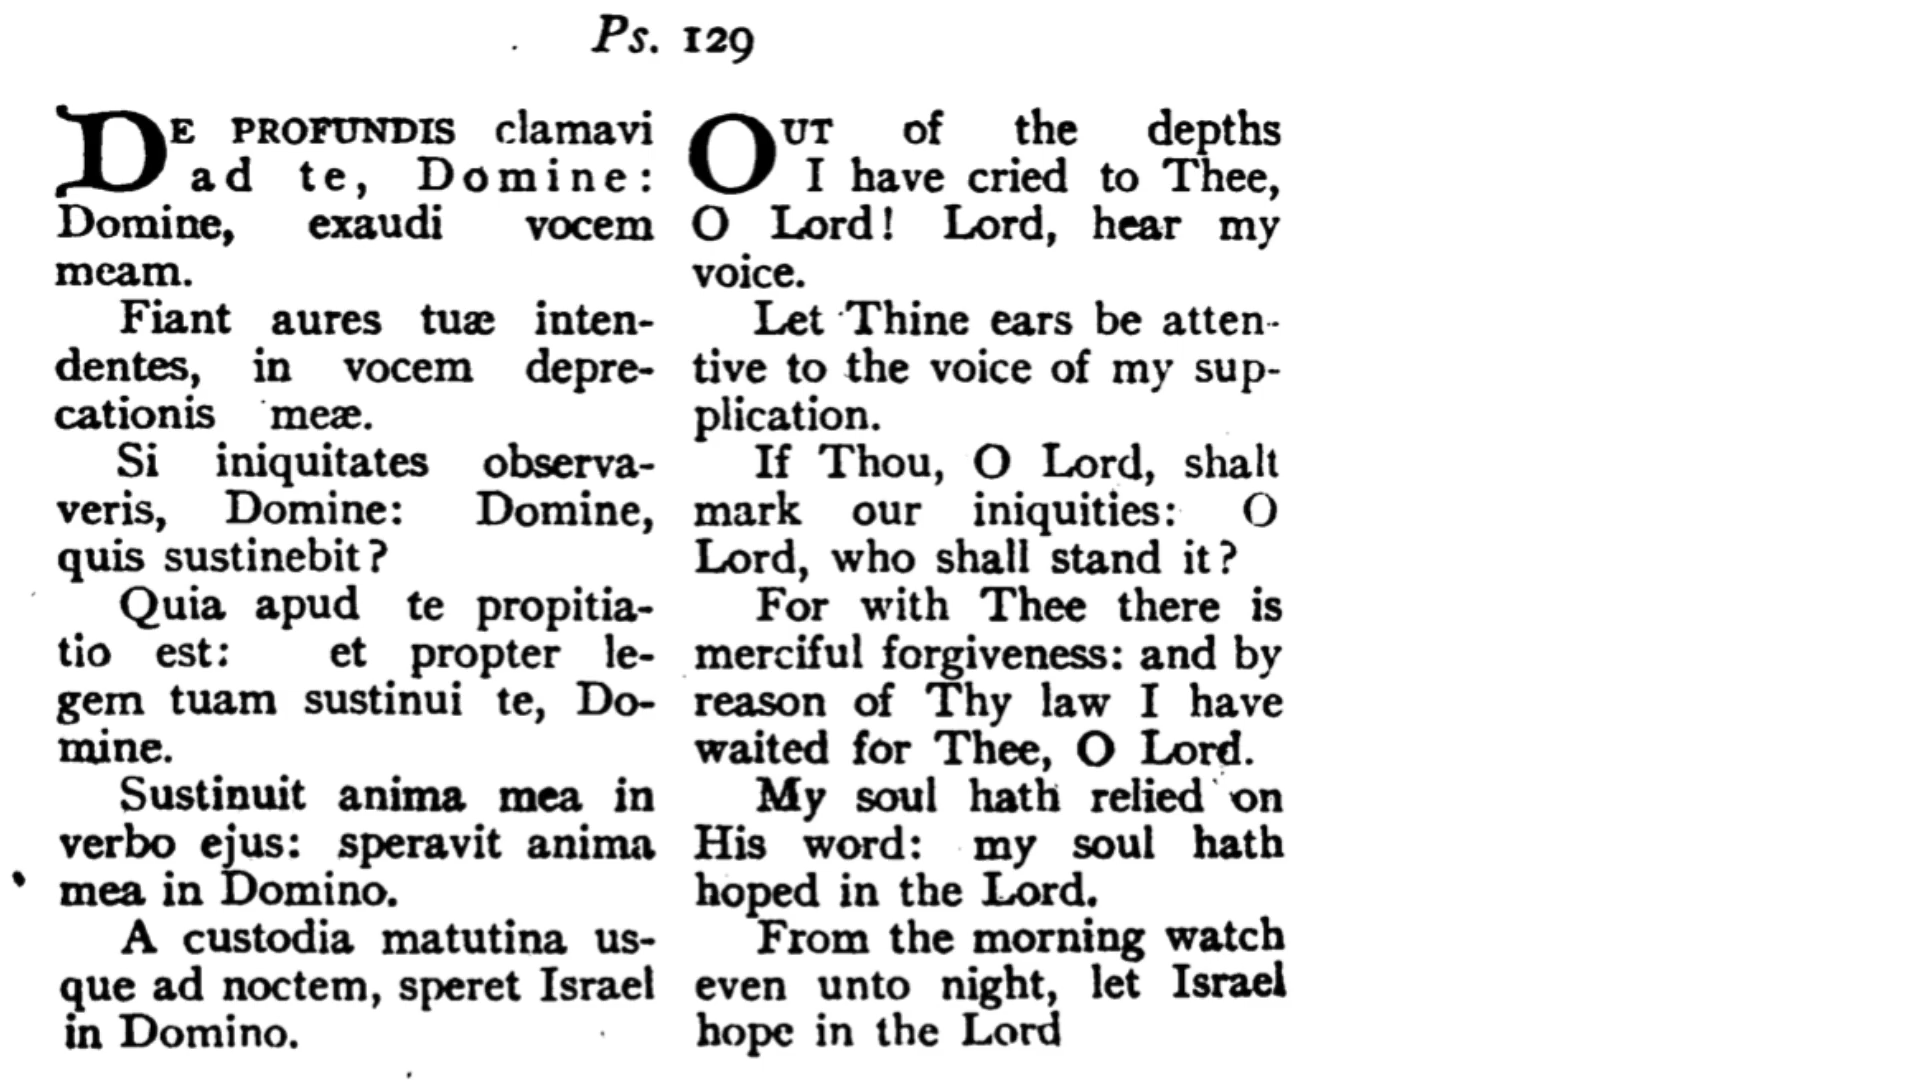 Ps. 129
DE PROFUNDIS clamavi
ad te, Domine:
Domine, exaudi vocem
meam.
Fiant aures tuæ inten-
dentes, in vocem depre-
cationis meæ.
Si iniquitates observa-
veris, Domine: Domine,
quis sustinebit?
Quia apud te propitia-
tio est: et propter le-
gem tuam sustinui te, Do-
mine.
Sustinuit anima mea in
verbo ejus: speravit anima
mea in Domino.
A custodia matutina us-
que ad noctem, speret Israel
in Domino.
OUT of the depths
I have cried to Thee,
O Lord! Lord, hear my
voice.
Let Thine ears be atten-
tive to the voice of my sup-
plication.
If Thou, O Lord, shalt
mark our iniquities: O
Lord, who shall stand it?
For with Thee there is
merciful forgiveness: and by
reason of Thy law I have
waited for Thee, O Lord.
My soul hath relied on
His word: my soul hath
hoped in the Lord.
From the morning watch
even unto night, let Israel
hope in the Lord